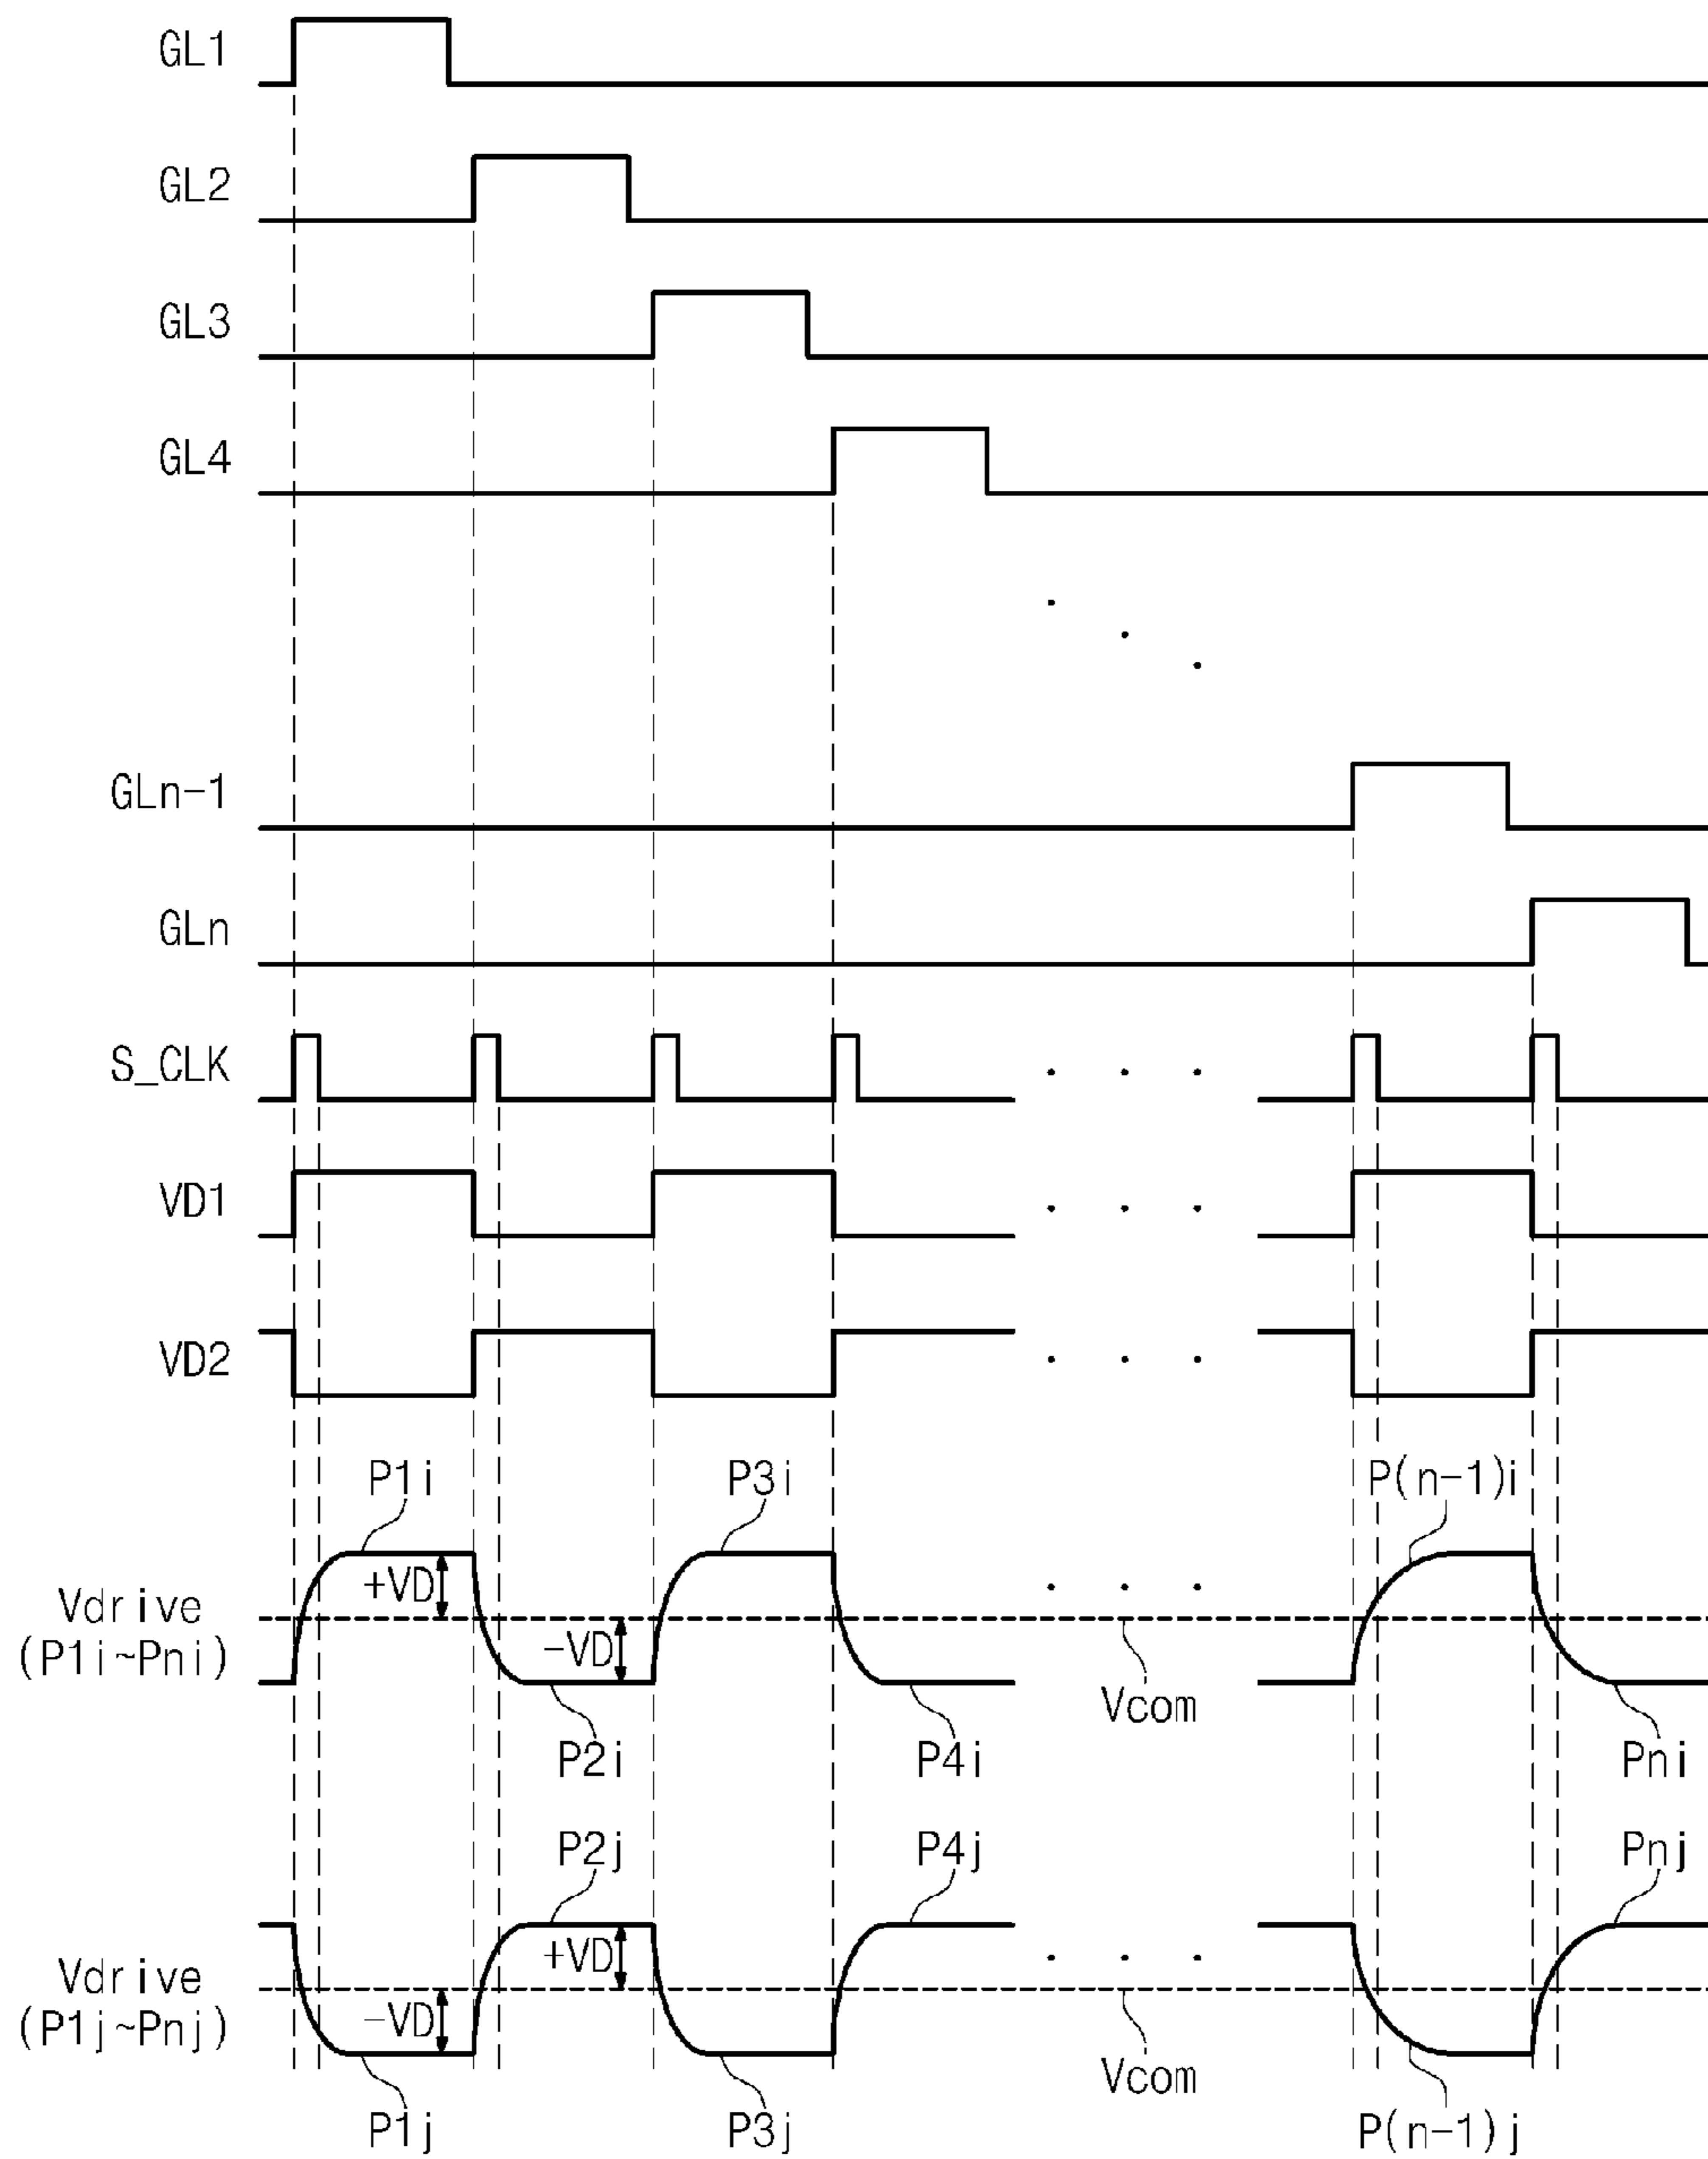 GL1
GL2
GL3
GL4
GLn-1
GLn
S_CLK
VD1
VD2
P1i P3i P(n-1)i
+VD
Vdrive
(P1i~Pni)
-VD
Vcom
P2i P4i Pni
P2j P4j Pnj
+VD
Vdrive
(P1j~Pnj)
-VD
Vcom
P1j P3j P(n-1)j